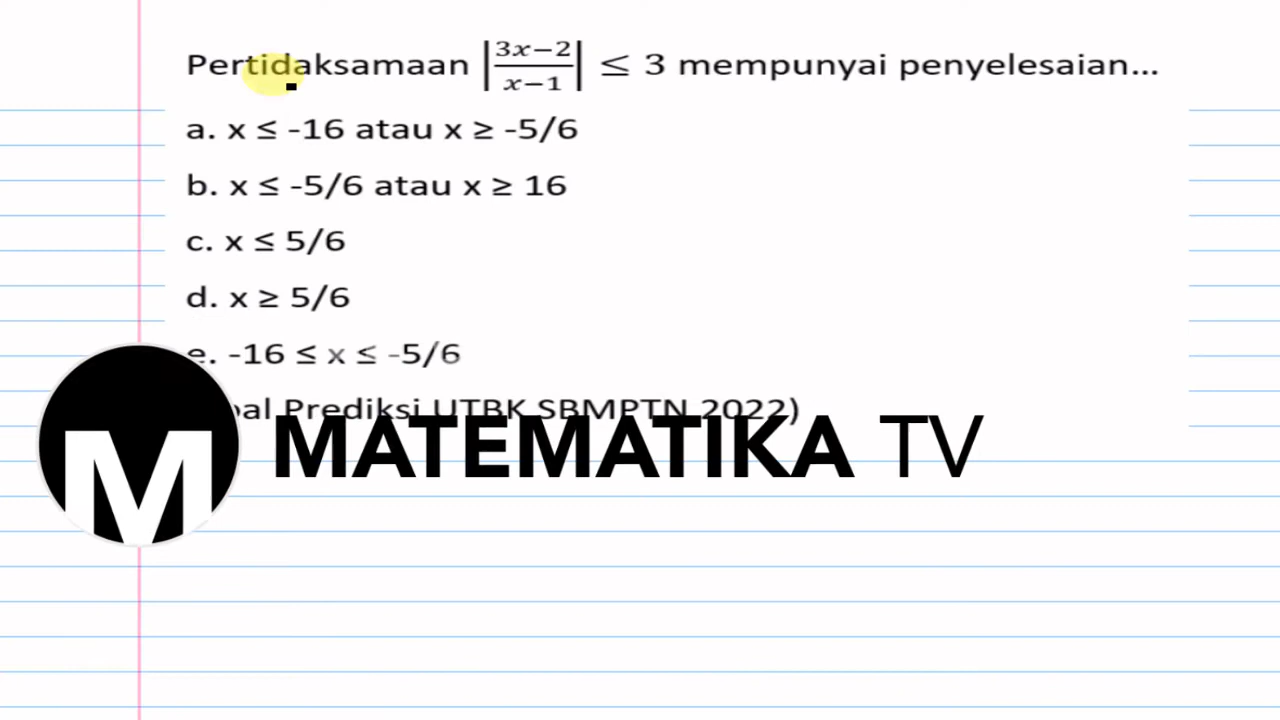 Pertidaksamaan |3x−2/x−1| ≤ 3 mempunyai penyelesaian...
a. x ≤ -16 atau x ≥ -5/6
b. x ≤ -5/6 atau x ≥ 16
c. x ≤ 5/6
d. x ≥ 5/6
e. -16 ≤ x ≤ -5/6
Prediksi UTBK SBMPTN 2022)
M MATEMATIKA TV